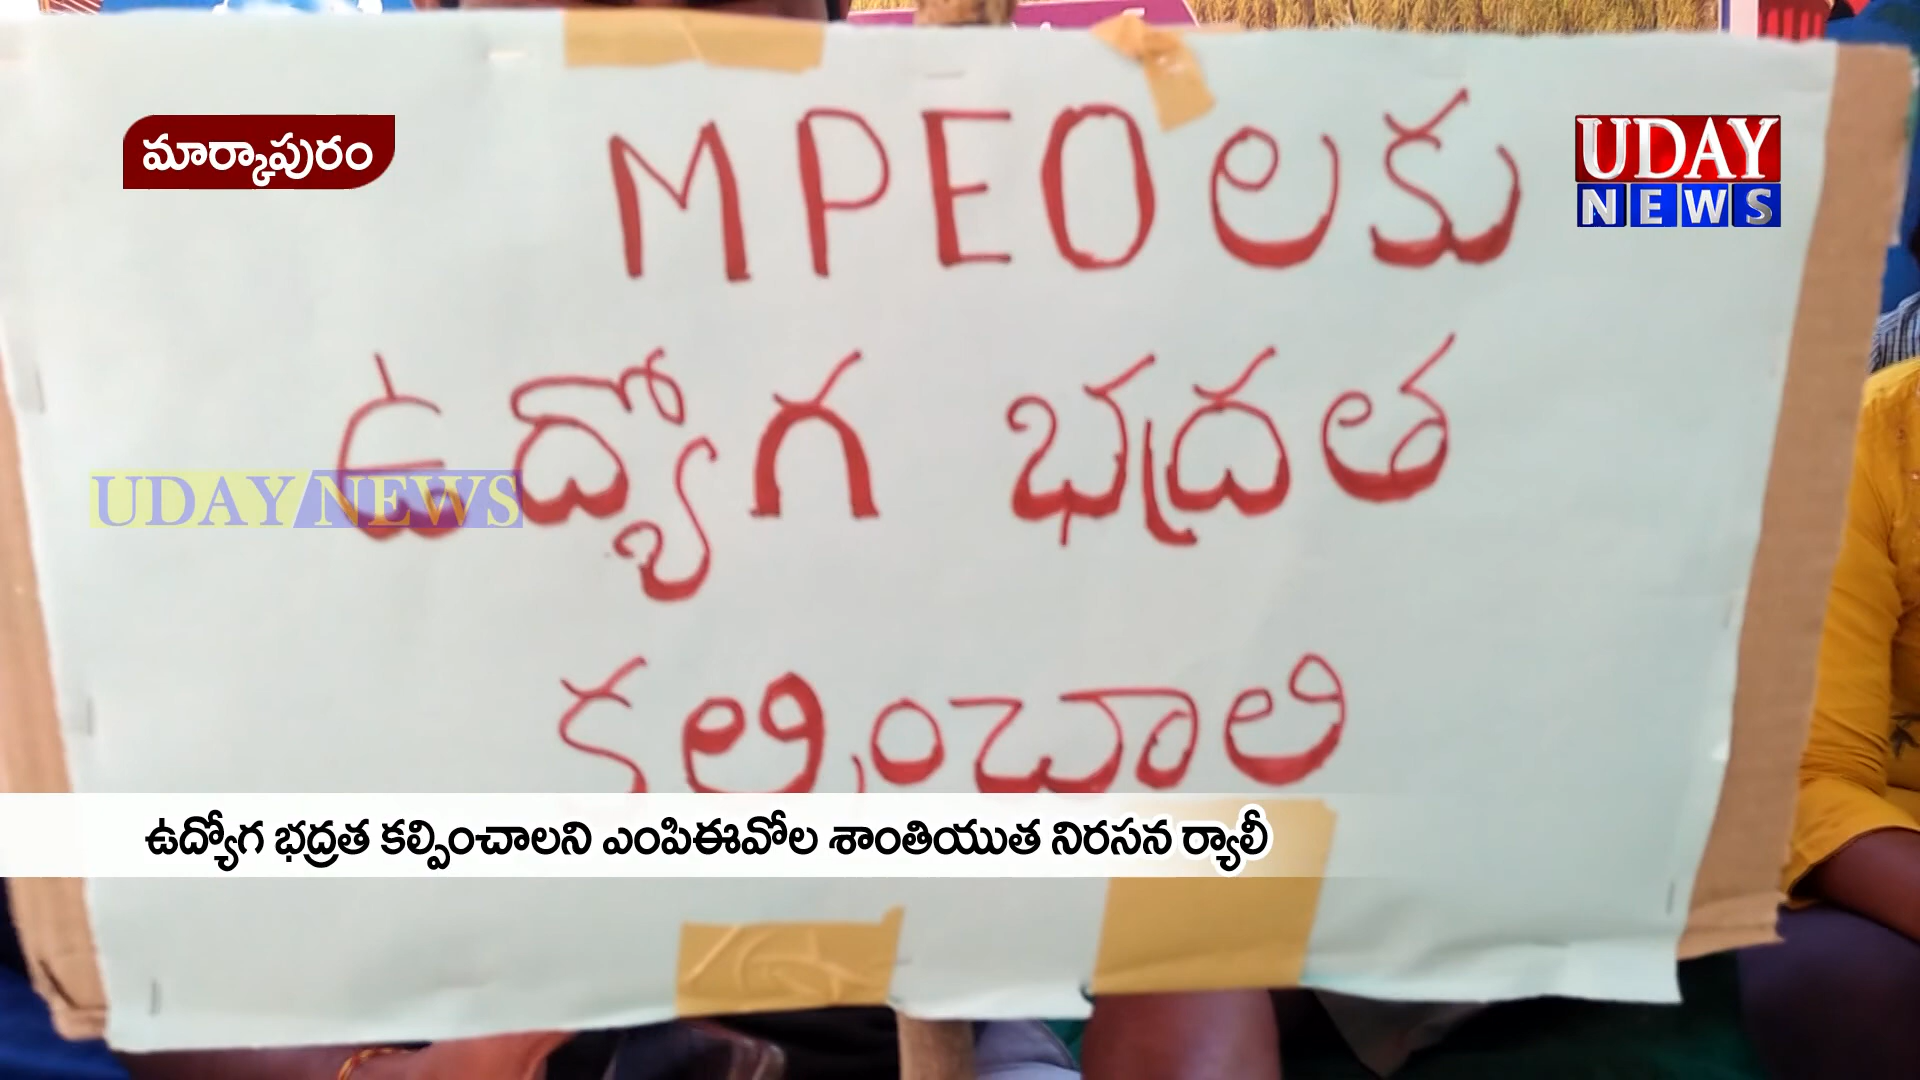 MPEO లకు
మార్కాపురం
UDAY
NEWS
ఉద్యోగ భద్రత
UDAY NEWS
కల్పించాలి
ఉద్యోగ భద్రత కల్పించాలని ఎంపిఈవోల శాంతియుత నిరసన ర్యాలీ